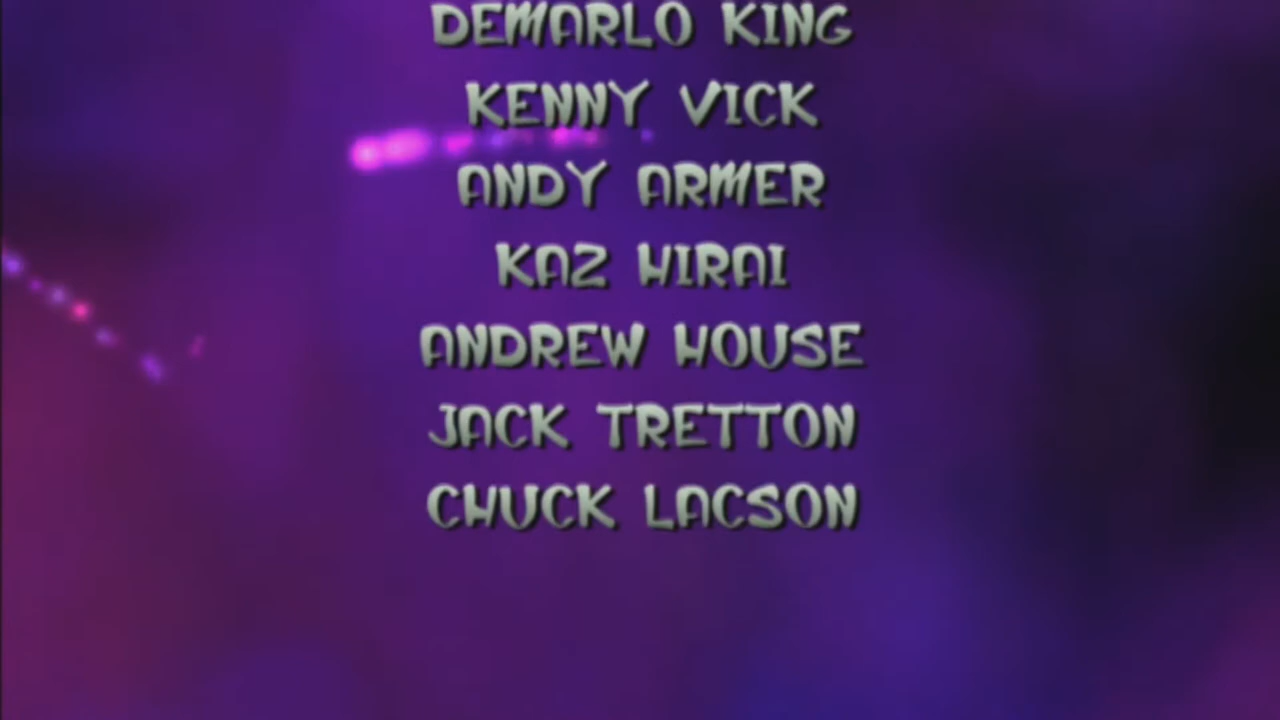 DEMARLO KING
KENNY VICK
ANDY ARMER
KAZ HIRAI
ANDREW HOUSE
JACK TRETTON
CHUCK LACSON